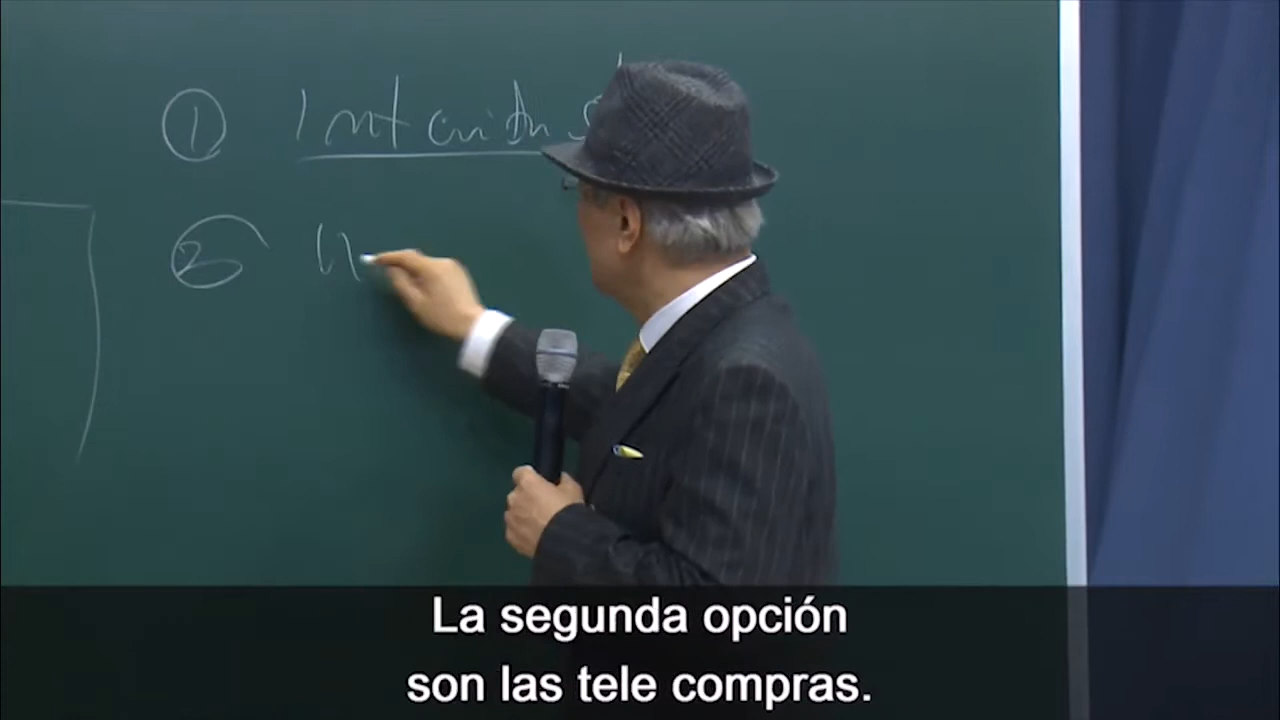 ①
②
La segunda opción
son las tele compras.